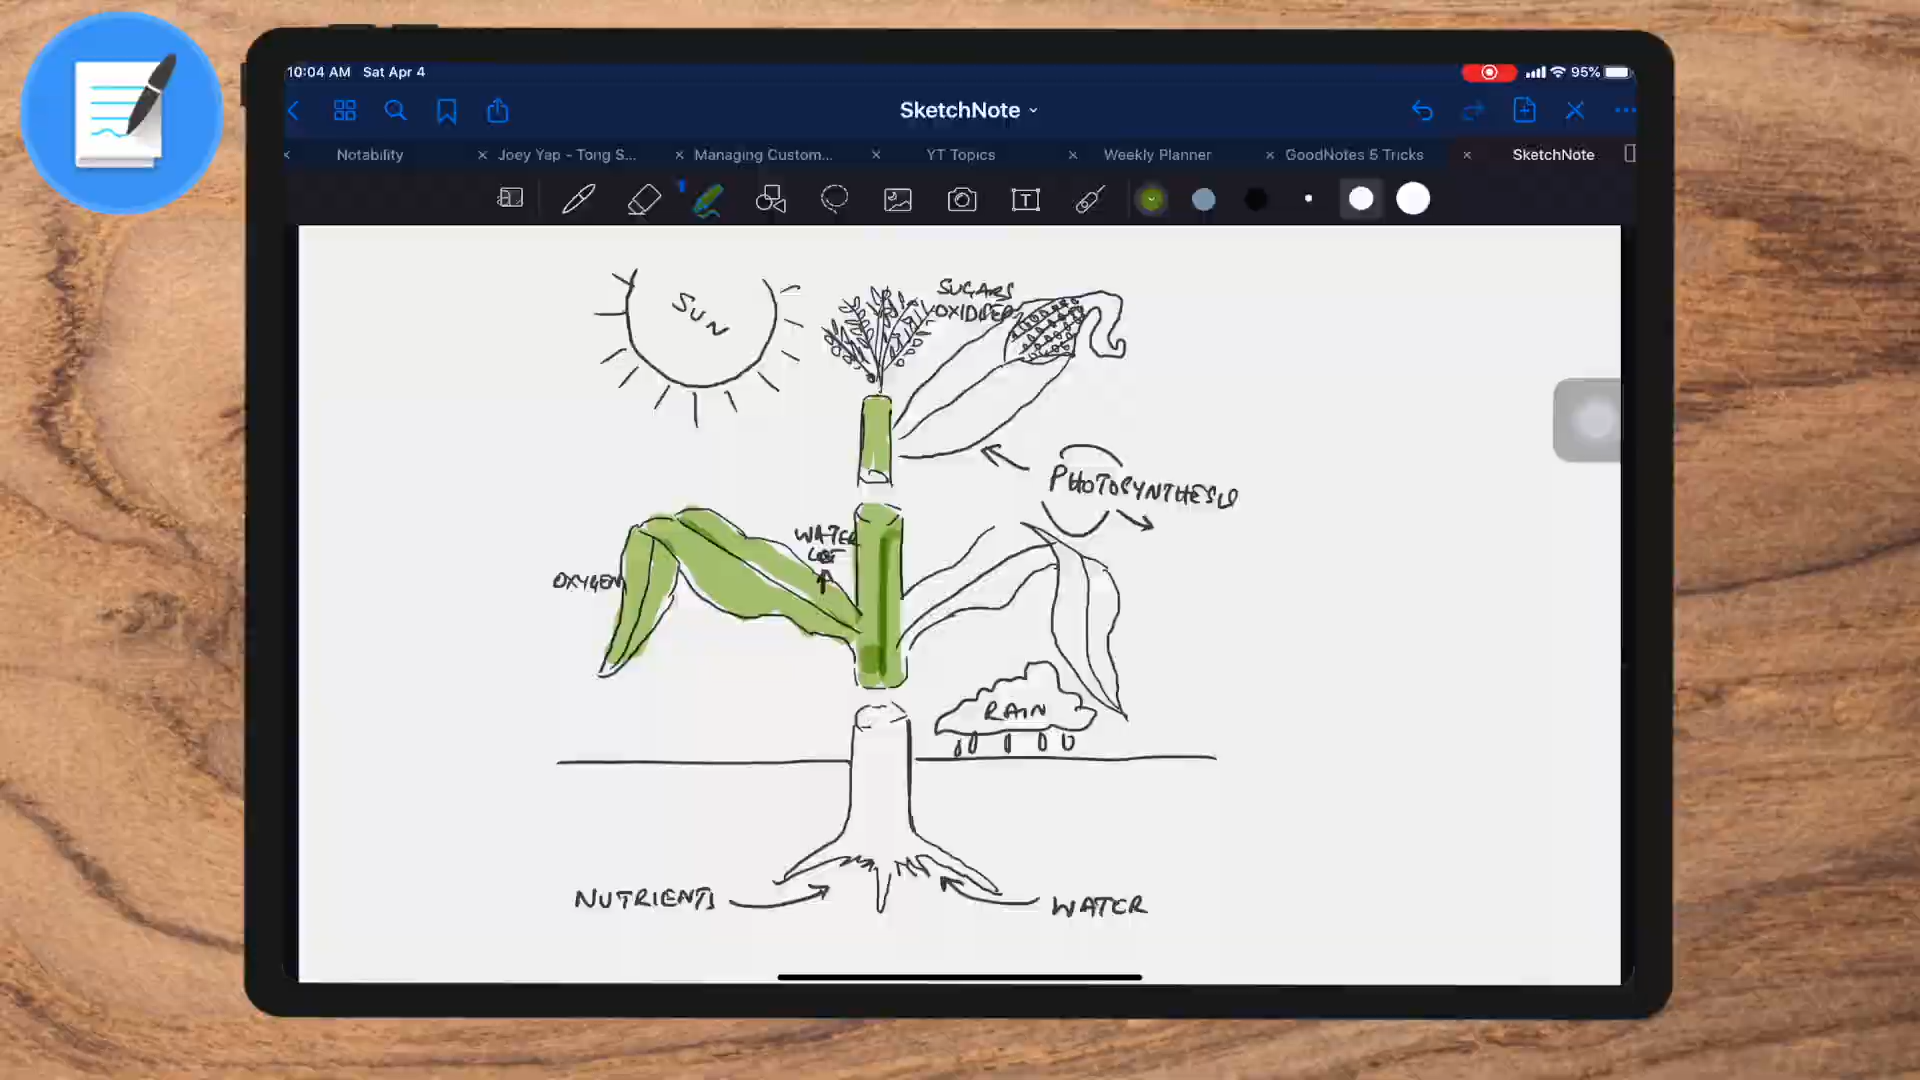 10:04 AM Sat Apr 4
95%
SketchNote
Notability
Joey Yap - Tong S...
Managing Custom...
YT Topics
Weekly Planner
GoodNotes 5 Tricks
SketchNote
T
SUN
SUGARS
OXIDIZED
PHOTOSYNTHESIS
WATER
OXYGEN
RAIN
NUTRIENTS
WATER